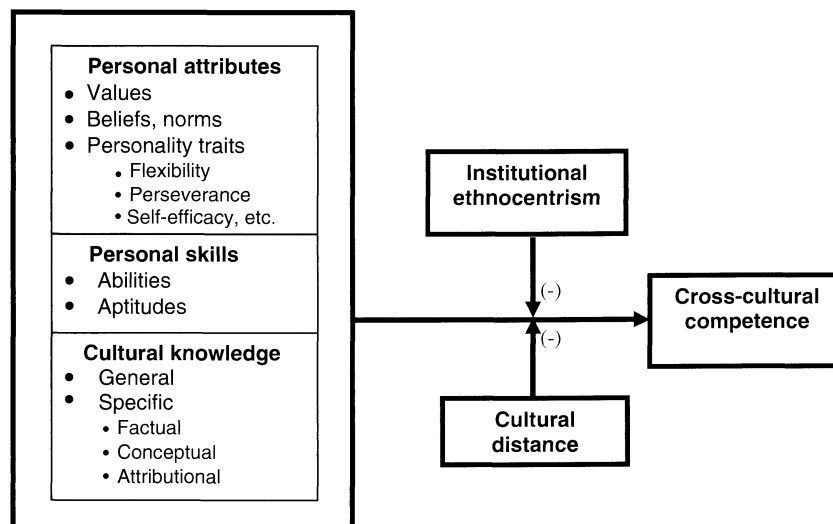 Personal attributes
• Values
• Beliefs, norms
• Personality traits
• Flexibility
• Perseverance
• Self-efficacy, etc.
Personal skills
• Abilities
• Aptitudes
Cultural knowledge
• General
• Specific
• Factual
• Conceptual
• Attributional
Institutional
ethnocentrism
(-)
(-)
Cultural
distance
Cross-cultural
competence